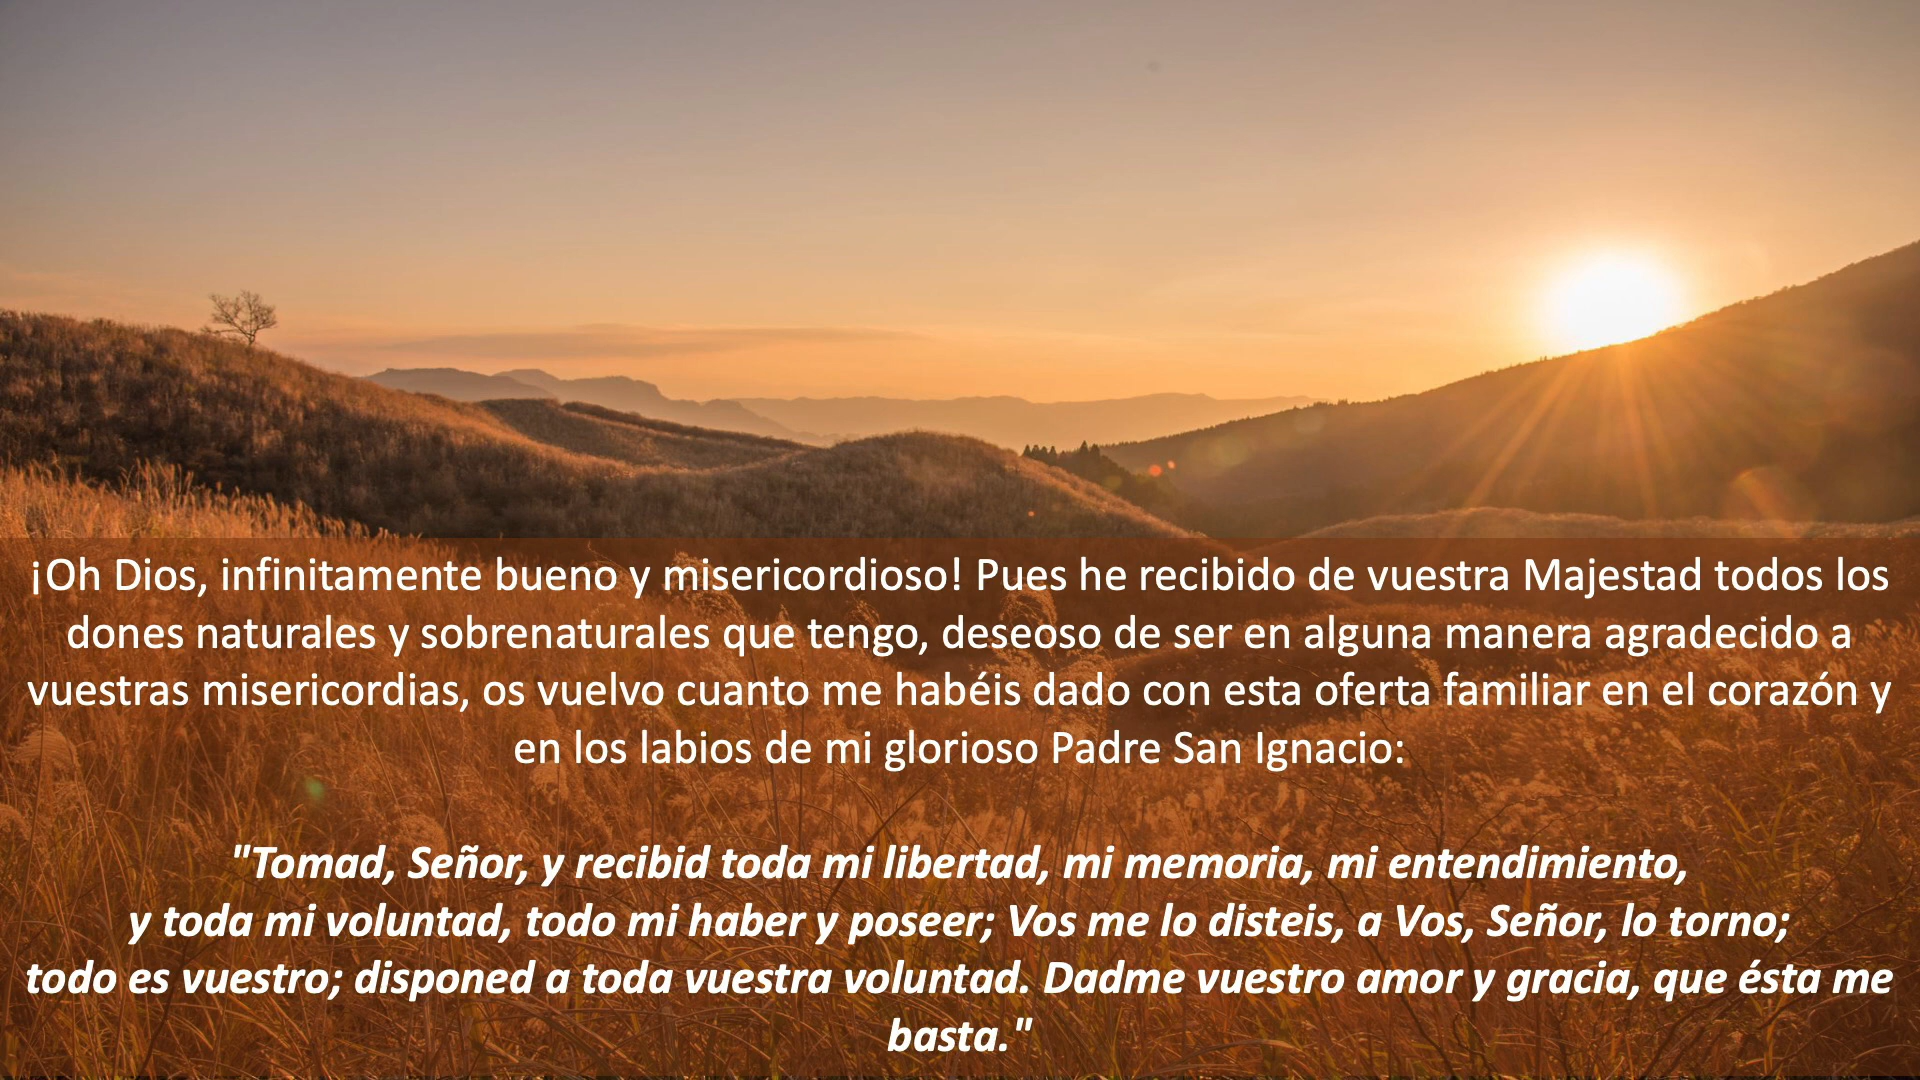 ¡Oh Dios, infinitamente bueno y misericordioso! Pues he recibido de vuestra Majestad todos los
dones naturales y sobrenaturales que tengo, deseoso de ser en alguna manera agradecido a
vuestras misericordias, os vuelvo cuanto me habéis dado con esta oferta familiar en el corazón y
en los labios de mi glorioso Padre San Ignacio:
"Tomad, Señor, y recibid toda mi libertad, mi memoria, mi entendimiento,
y toda mi voluntad, todo mi haber y poseer; Vos me lo disteis, a Vos, Señor, lo torno;
todo es vuestro; disponed a toda vuestra voluntad. Dadme vuestro amor y gracia, que ésta me
basta."